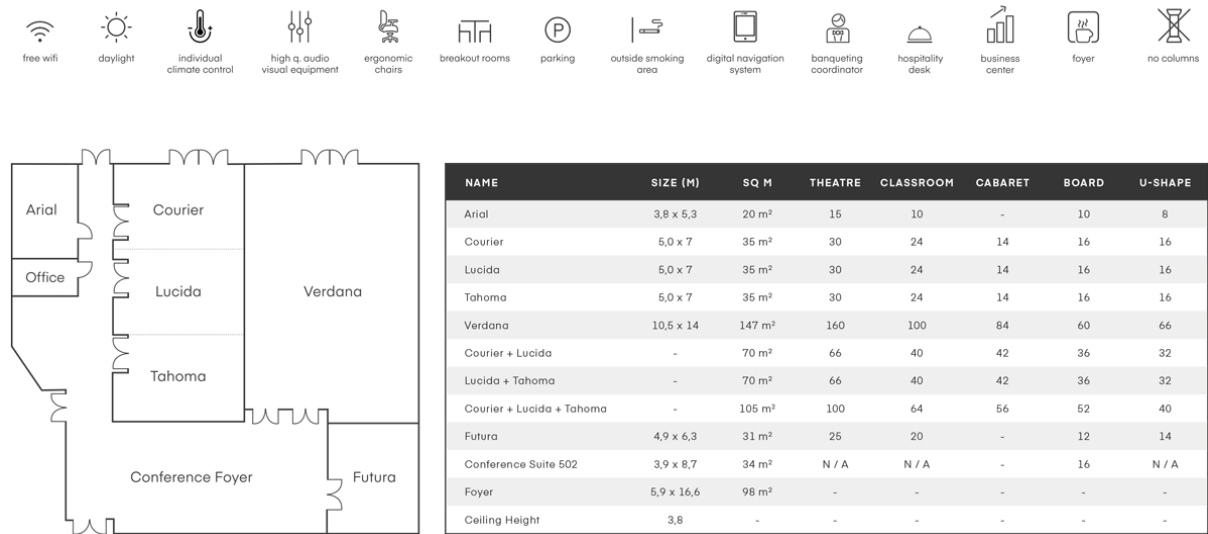 free wifi
daylight
individual
climate control
high q. audio
visual equipment
ergonomic
chairs
breakout rooms
parking
outside smoking
area
digital navigation
system
banqueting
coordinator
hospitality
desk
business
center
foyer
no columns
P
Arial
Courier
Office
Lucida
Verdana
Tahoma
Conference Foyer
Futura
NAME SIZE (M) SQ M THEATRE CLASSROOM CABARET BOARD U-SHAPE
Arial 3,8 x 5,3 20 m² 15 10 - 10 8
Courier 5,0 x 7 35 m² 30 24 14 16 16
Lucida 5,0 x 7 35 m² 30 24 14 16 16
Tahoma 5,0 x 7 35 m² 30 24 14 16 16
Verdana 10,5 x 14 147 m² 160 100 84 60 66
Courier + Lucida - 70 m² 66 40 42 36 32
Lucida + Tahoma - 70 m² 66 40 42 36 32
Courier + Lucida + Tahoma - 105 m² 100 64 56 52 40
Futura 4,9 x 6,3 31 m² 25 20 - 12 14
Conference Suite 502 3,9 x 8,7 34 m² N / A N / A - 16 N / A
Foyer 5,9 x 16,6 98 m² - - - - -
Ceiling Height 3,8 - - - - - -